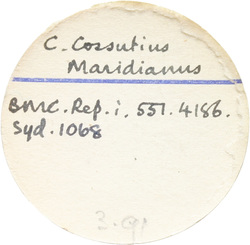 C. Cossutius
Maridianus
BMC. Rep. i. 551. 4186.
Syd. 1068
3.91